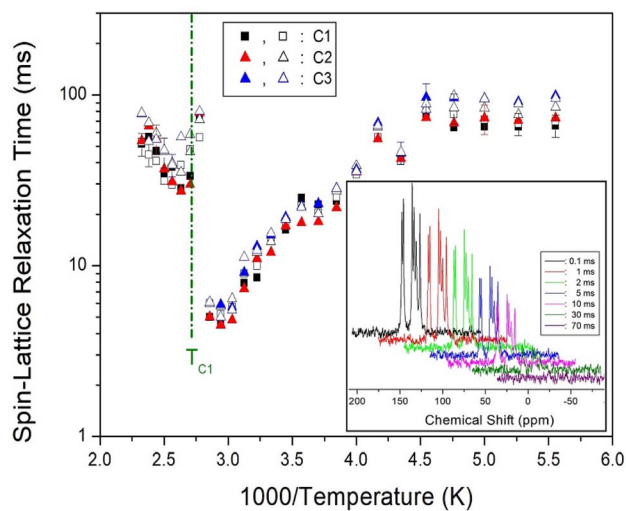 Spin-Lattice Relaxation Time (ms)
100
10
1
■ , □ : C1
▲ , △ : C2
▲ , △ : C3
T C1
: 0.1 ms
: 1 ms
: 2 ms
: 5 ms
: 10 ms
: 30 ms
: 70 ms
200 150 100 50 0 -50
Chemical Shift (ppm)
2.0 2.5 3.0 3.5 4.0 4.5 5.0 5.5 6.0
1000/Temperature (K)